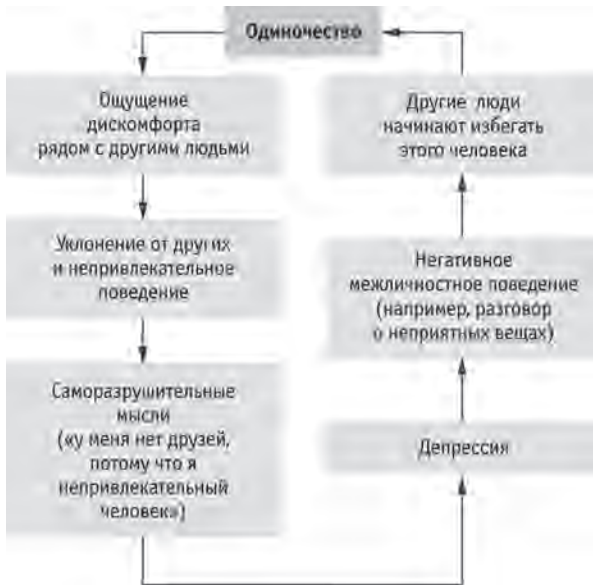 Одиночество
Ощущение
дискомфорта
рядом с другими людьми
Уклонение от других
и непривлекательное
поведение
Саморазрушительные
мысли
(«у меня нет друзей,
потому что я
непривлекательный
человек»)
Депрессия
Негативное
межличностное поведение
(например, разговор
о неприятных вещах)
Другие люди
начинают избегать
этого человека